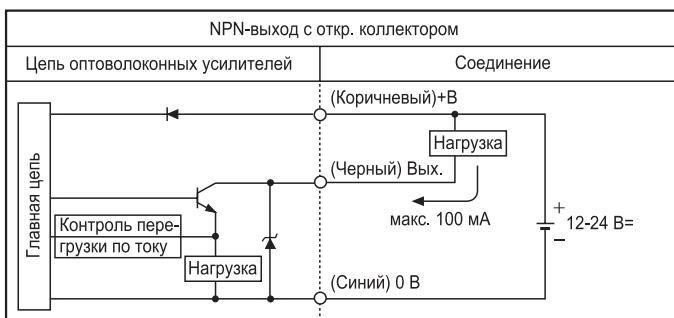 NPN-выход с откр. коллектором
Цепь оптоволоконных усилителей
Соединение
(Коричневый)+В
Нагрузка
(Черный) Вых.
макс. 100 мА
Главная цепь
Контроль пере-
грузки по току
Нагрузка
+
12-24 В=
–
(Синий) 0 В